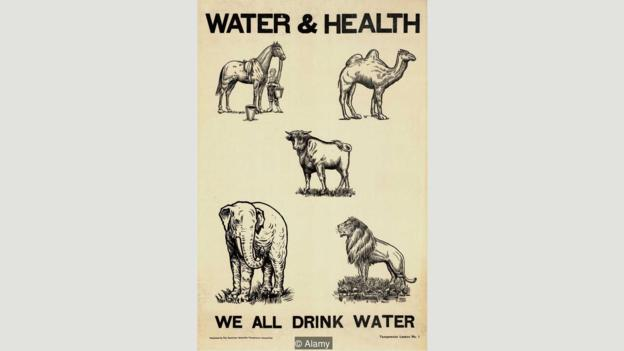 WATER & HEALTH
WE ALL DRINK WATER
Temperance Lesson No. 1
© Alamy